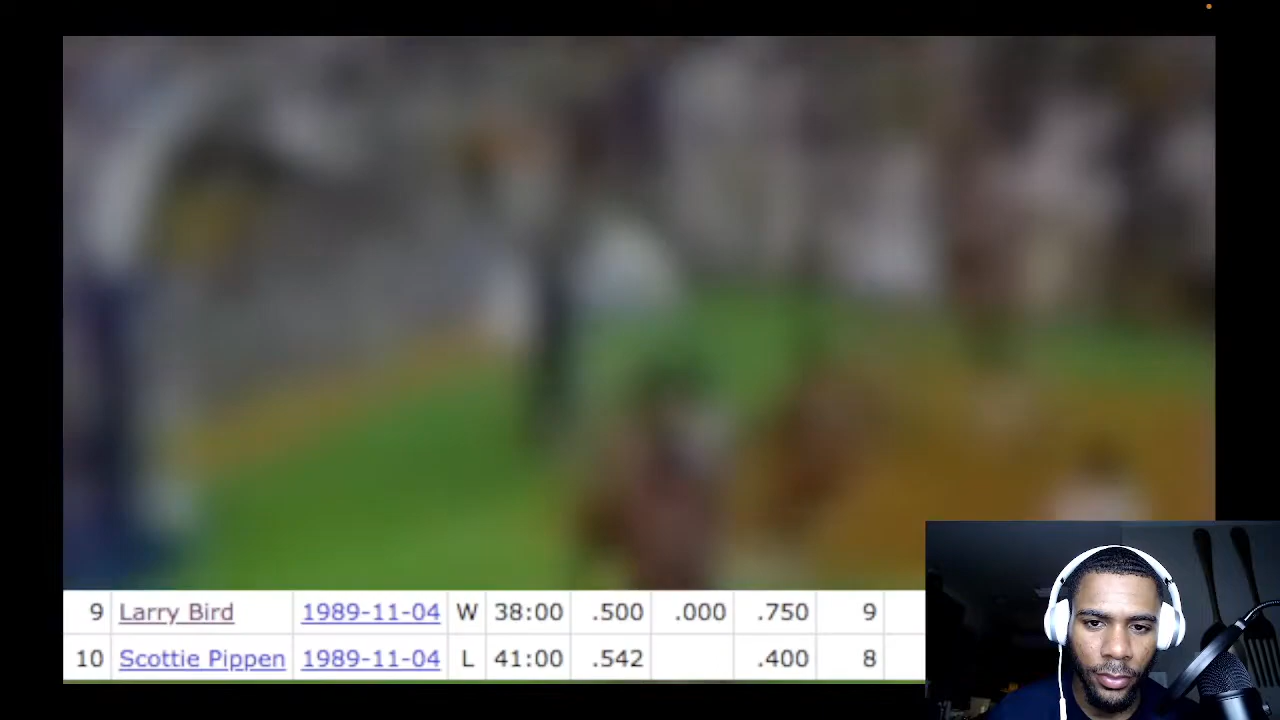 9 Larry Bird 1989-11-04 W 38:00 .500 .000 .750 9
10 Scottie Pippen 1989-11-04 L 41:00 .542 .400 8